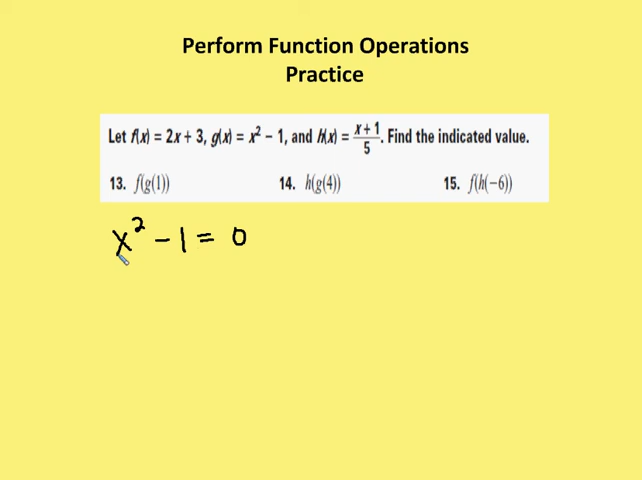 Perform Function Operations
Practice
Let f(x) = 2x + 3, g(x) = x² − 1, and h(x) = (x + 1)/5. Find the indicated value.
13. f(g(1)) 14. h(g(4)) 15. f(h(−6))
x² − 1 = 0